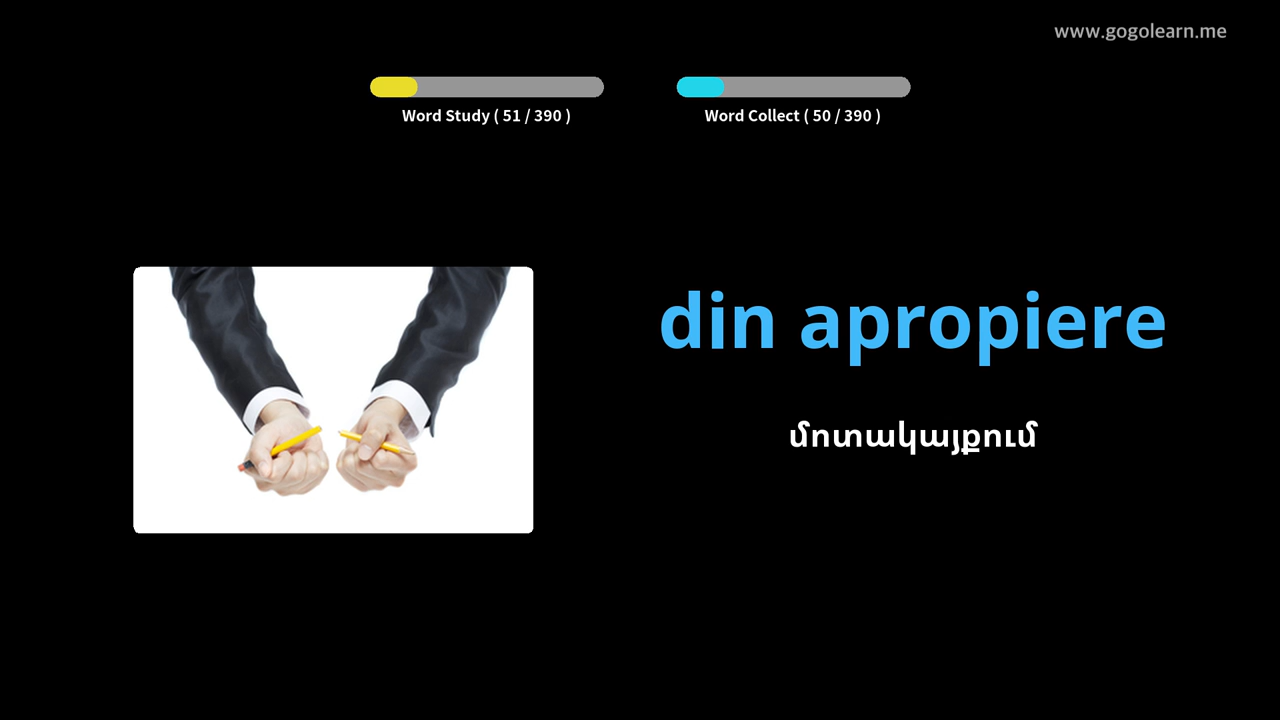 www.gogolearn.me
Word Study ( 51 / 390 )
Word Collect ( 50 / 390 )
din apropiere
մոտակայքում